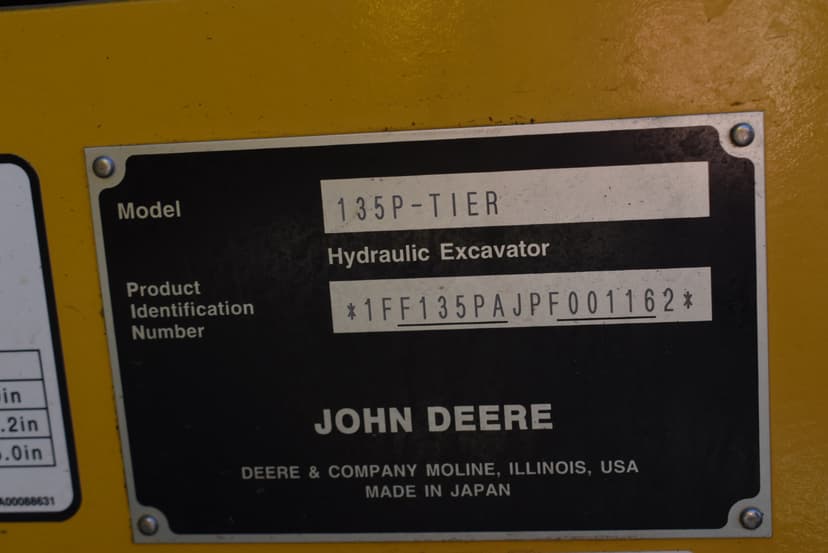 Model
135P-TIER
Hydraulic Excavator
Product
Identification
Number
*1FF135PAJPF001162*
JOHN DEERE
DEERE & COMPANY MOLINE, ILLINOIS, USA
MADE IN JAPAN
in
.2in
.0in
A00088631